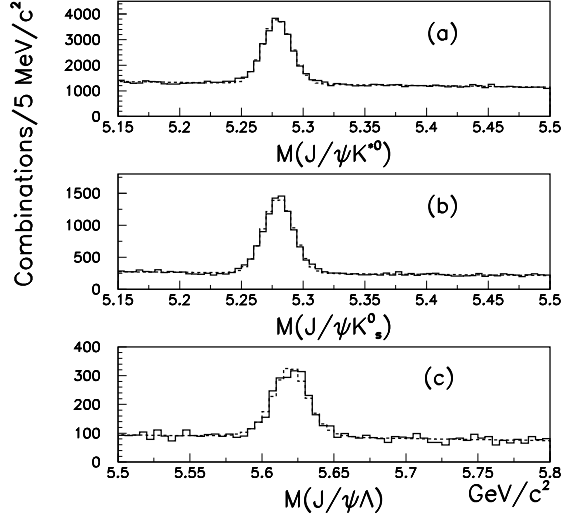 Combinations/5 MeV/c²
4000
3000
2000
1000
0
(a)
5.15 5.2 5.25 5.3 5.35 5.4 5.45 5.5
M(J/ψK*⁰)
1500
1000
500
0
(b)
5.15 5.2 5.25 5.3 5.35 5.4 5.45 5.5
M(J/ψK⁰ₛ)
400
300
200
100
0
(c)
5.5 5.55 5.6 5.65 5.7 5.75 5.8
M(J/ψΛ) GeV/c²